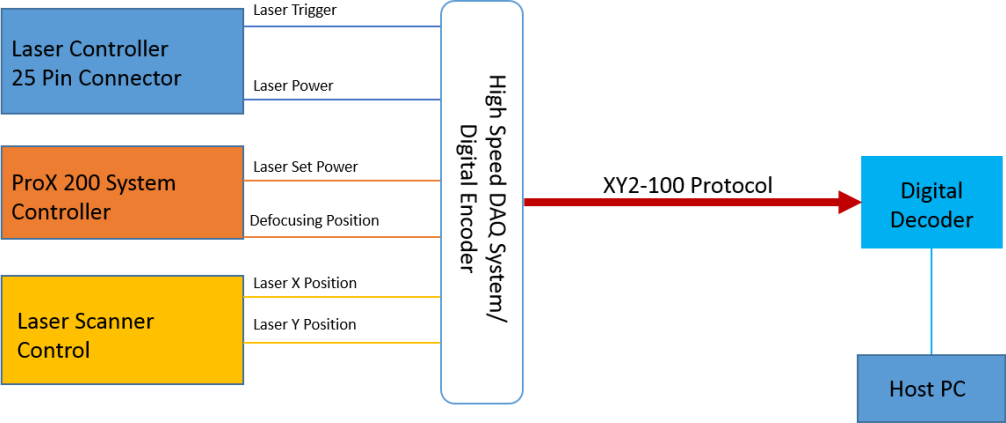 Laser Controller
25 Pin Connector
Laser Trigger
Laser Power
ProX 200 System
Controller
Laser Set Power
Defocusing Position
Laser Scanner
Control
Laser X Position
Laser Y Position
High Speed DAQ System/
Digital Encoder
XY2-100 Protocol
Digital
Decoder
Host PC